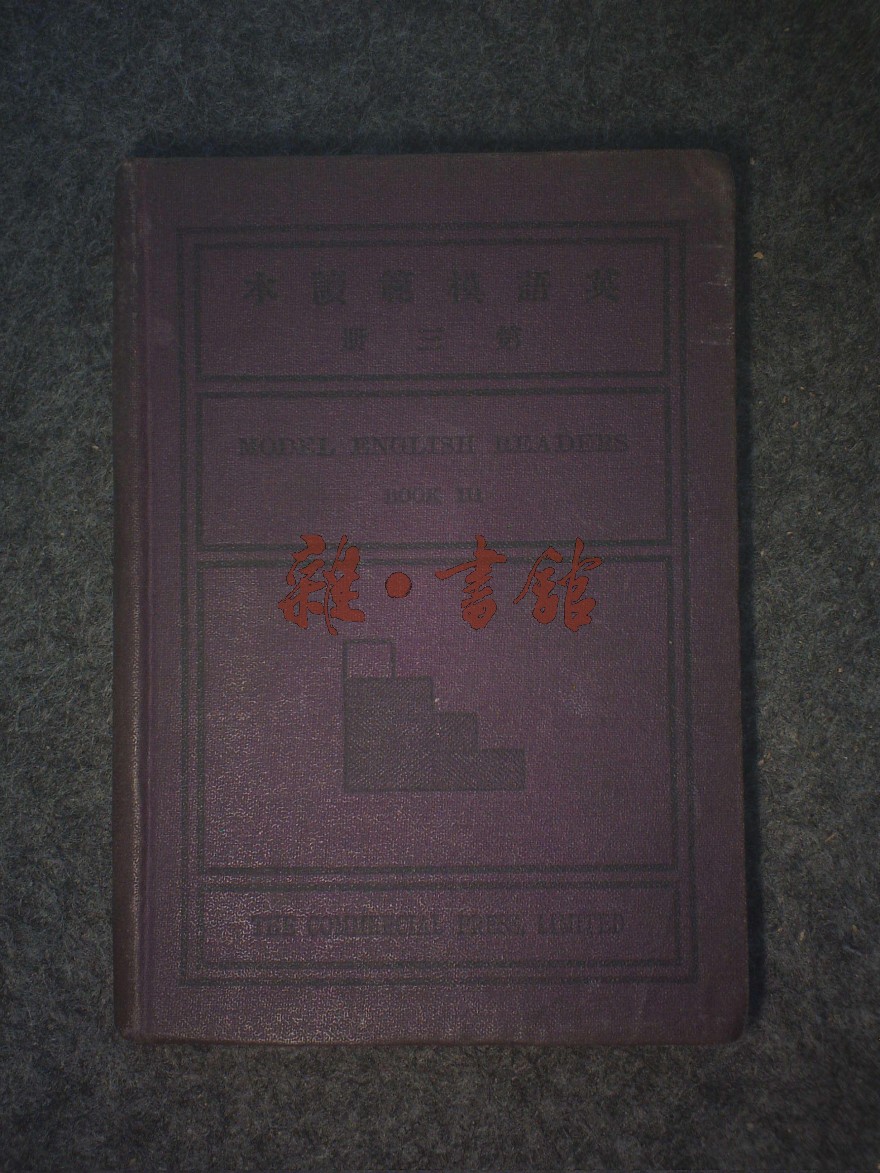 英語模範讀本
第三册
MODEL ENGLISH READERS
BOOK III
雜·書館
THE COMMERCIAL PRESS, LIMITED